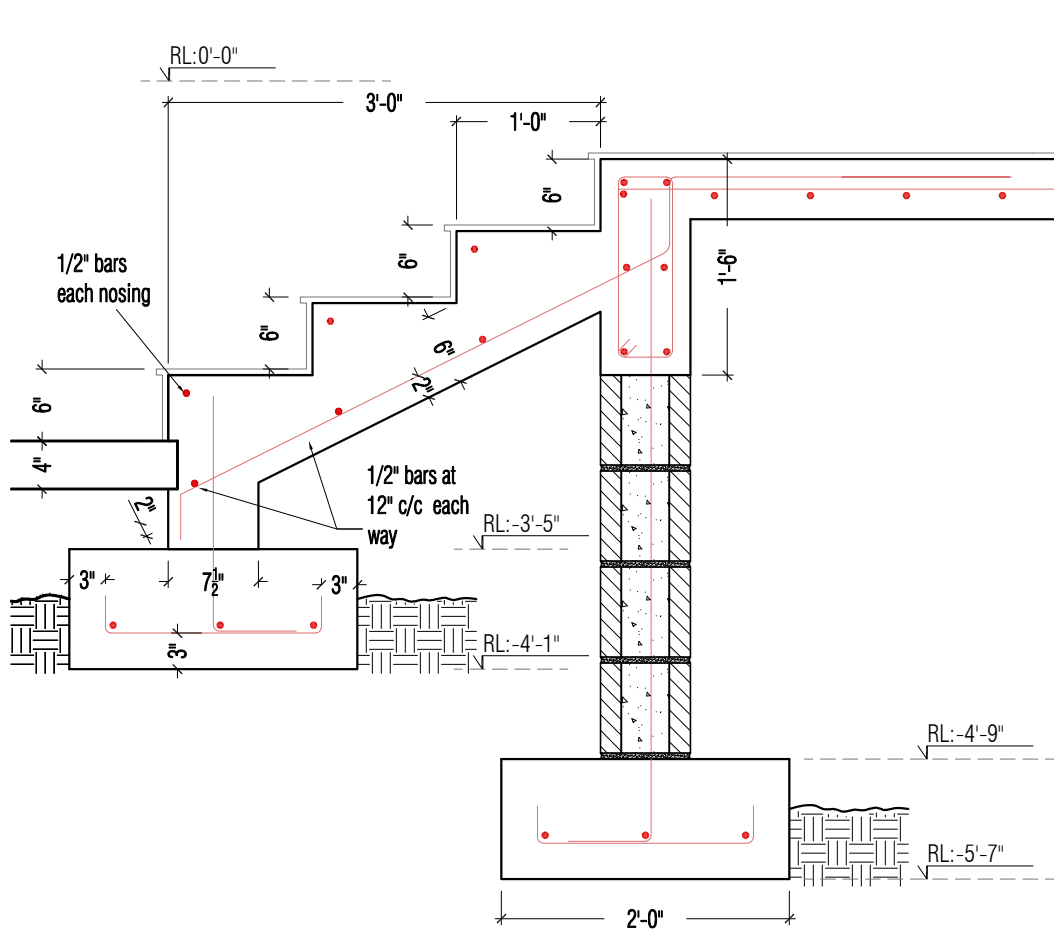 RL:0'-0"
3'-0"
1'-0"
6"
6"
1/2" bars
each nosing
1'-6"
6"
6"
2"
6"
4"
1/2" bars at
12" c/c each
way
2"
RL:-3'-5"
3"
7 1/2"
3"
3"
RL:-4'-1"
RL:-4'-9"
RL:-5'-7"
2'-0"